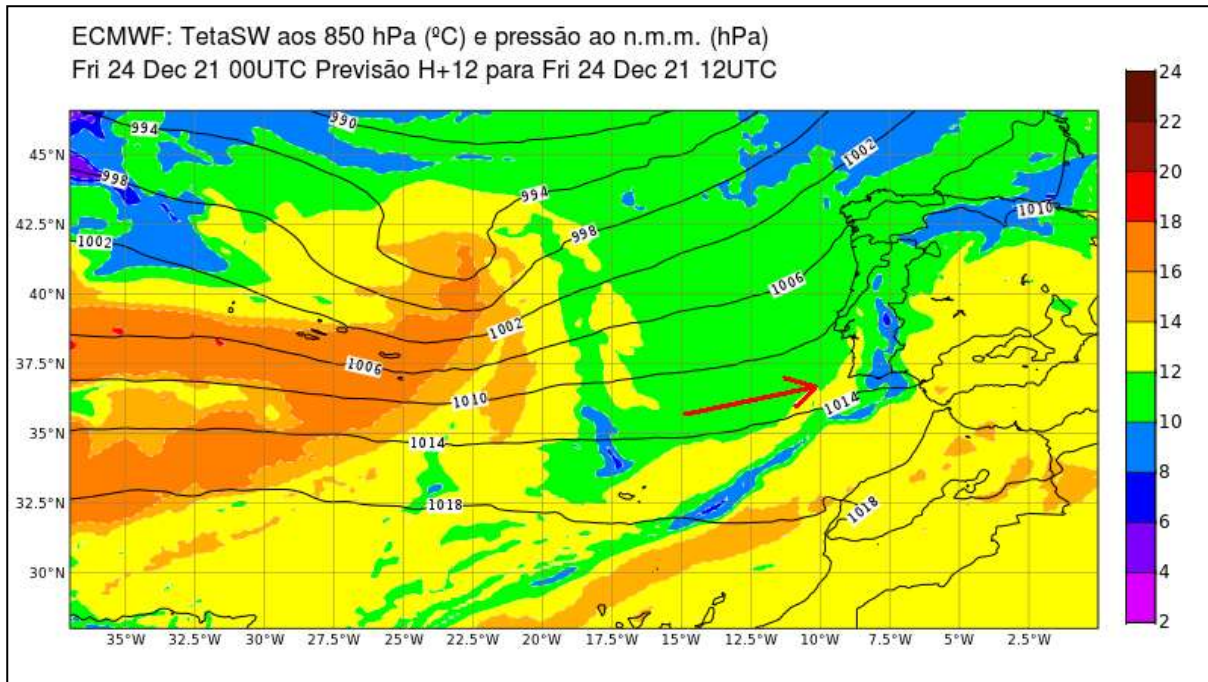 ECMWF: TetaSW aos 850 hPa (ºC) e pressão ao n.m.m. (hPa)
Fri 24 Dec 21 00UTC Previsão H+12 para Fri 24 Dec 21 12UTC
24
22
20
18
16
14
12
10
8
6
4
2
990
994
1002
45°N
998
994
1010
42.5°N
1002
998
40°N
1006
1002
37.5°N
1006
1010
1014
35°N
1014
32.5°N
1018
1018
30°N
35°W 32.5°W 30°W 27.5°W 25°W 22.5°W 20°W 17.5°W 15°W 12.5°W 10°W 7.5°W 5°W 2.5°W